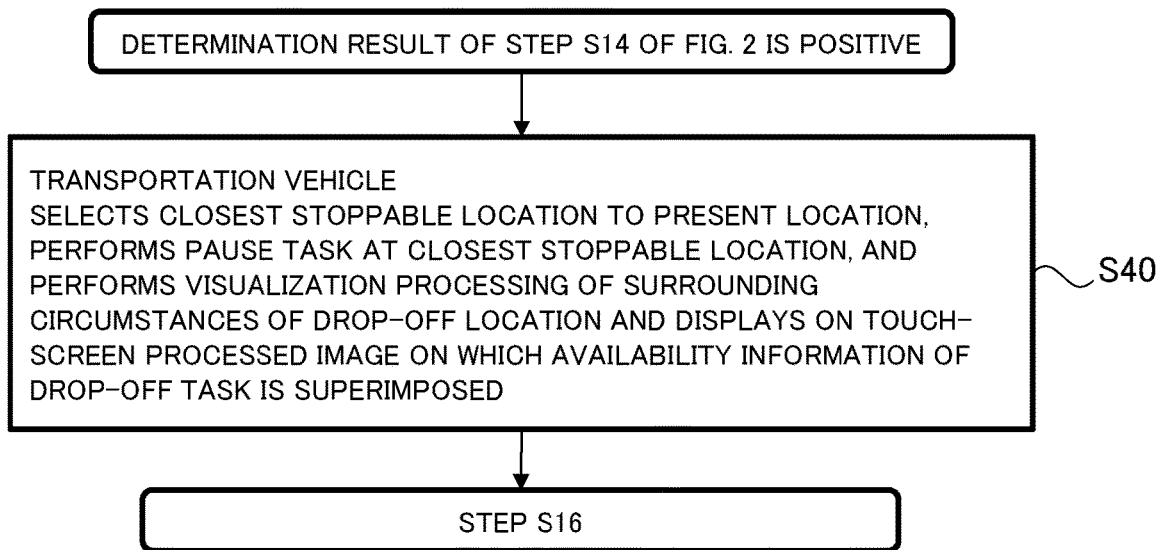 DETERMINATION RESULT OF STEP S14 OF FIG. 2 IS POSITIVE
TRANSPORTATION VEHICLE
SELECTS CLOSEST STOPPABLE LOCATION TO PRESENT LOCATION,
PERFORMS PAUSE TASK AT CLOSEST STOPPABLE LOCATION, AND
PERFORMS VISUALIZATION PROCESSING OF SURROUNDING
CIRCUMSTANCES OF DROP-OFF LOCATION AND DISPLAYS ON TOUCH-
SCREEN PROCESSED IMAGE ON WHICH AVAILABILITY INFORMATION OF
DROP-OFF TASK IS SUPERIMPOSED
S40
STEP S16